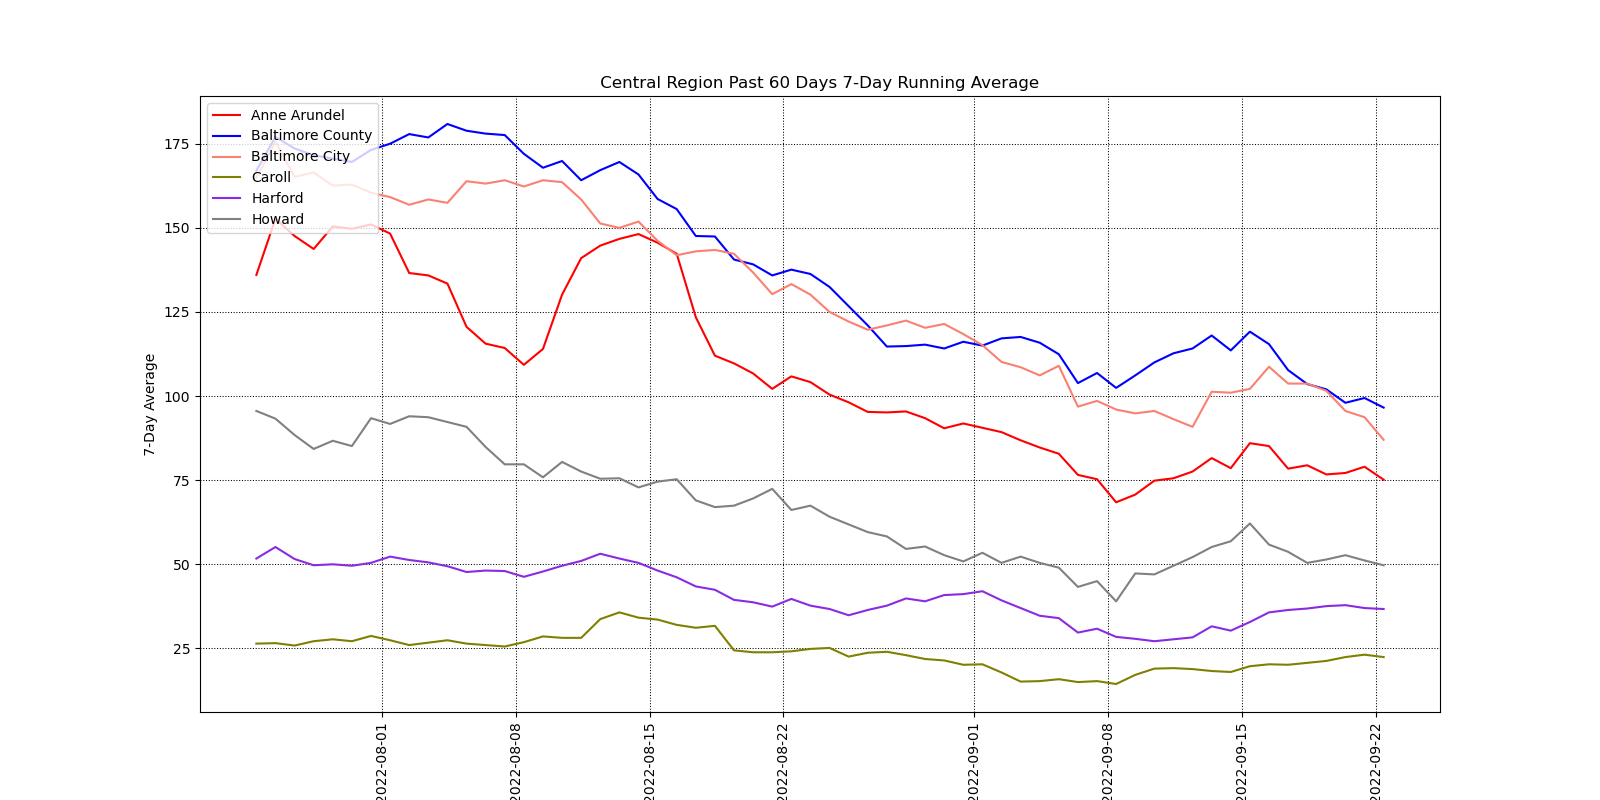 Central Region Past 60 Days 7-Day Running Average
Anne Arundel
Baltimore County
Baltimore City
Caroll
Harford
Howard
7-Day Average
175
150
125
100
75
50
25
2022-08-01
2022-08-08
2022-08-15
2022-08-22
2022-09-01
2022-09-08
2022-09-15
2022-09-22